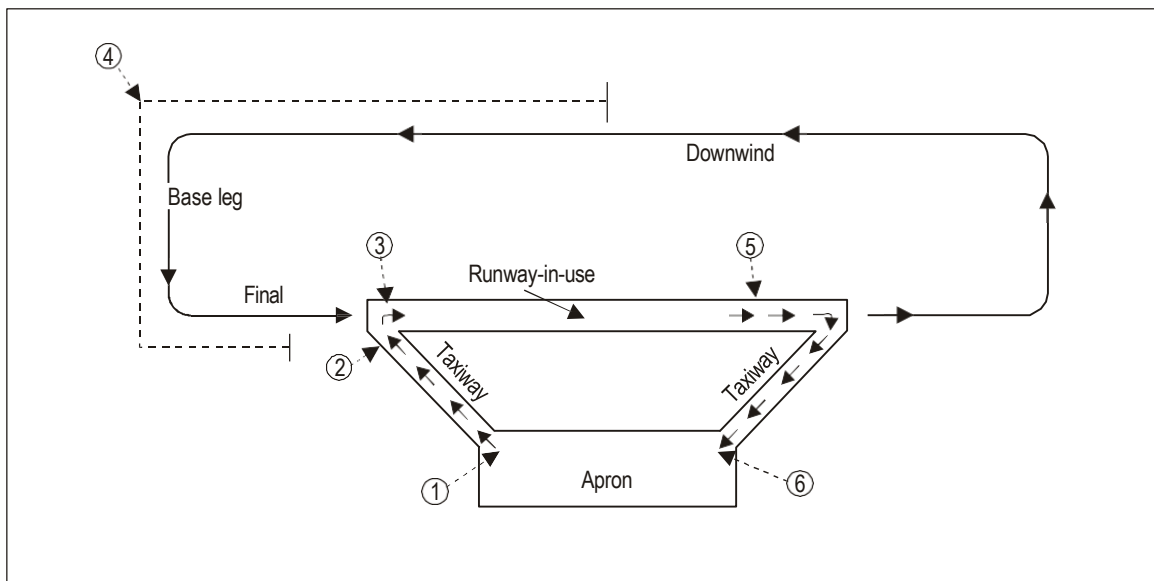 4
Downwind
Base leg
3
5
Runway-in-use
Final
2
Taxiway
Taxiway
1
Apron
6